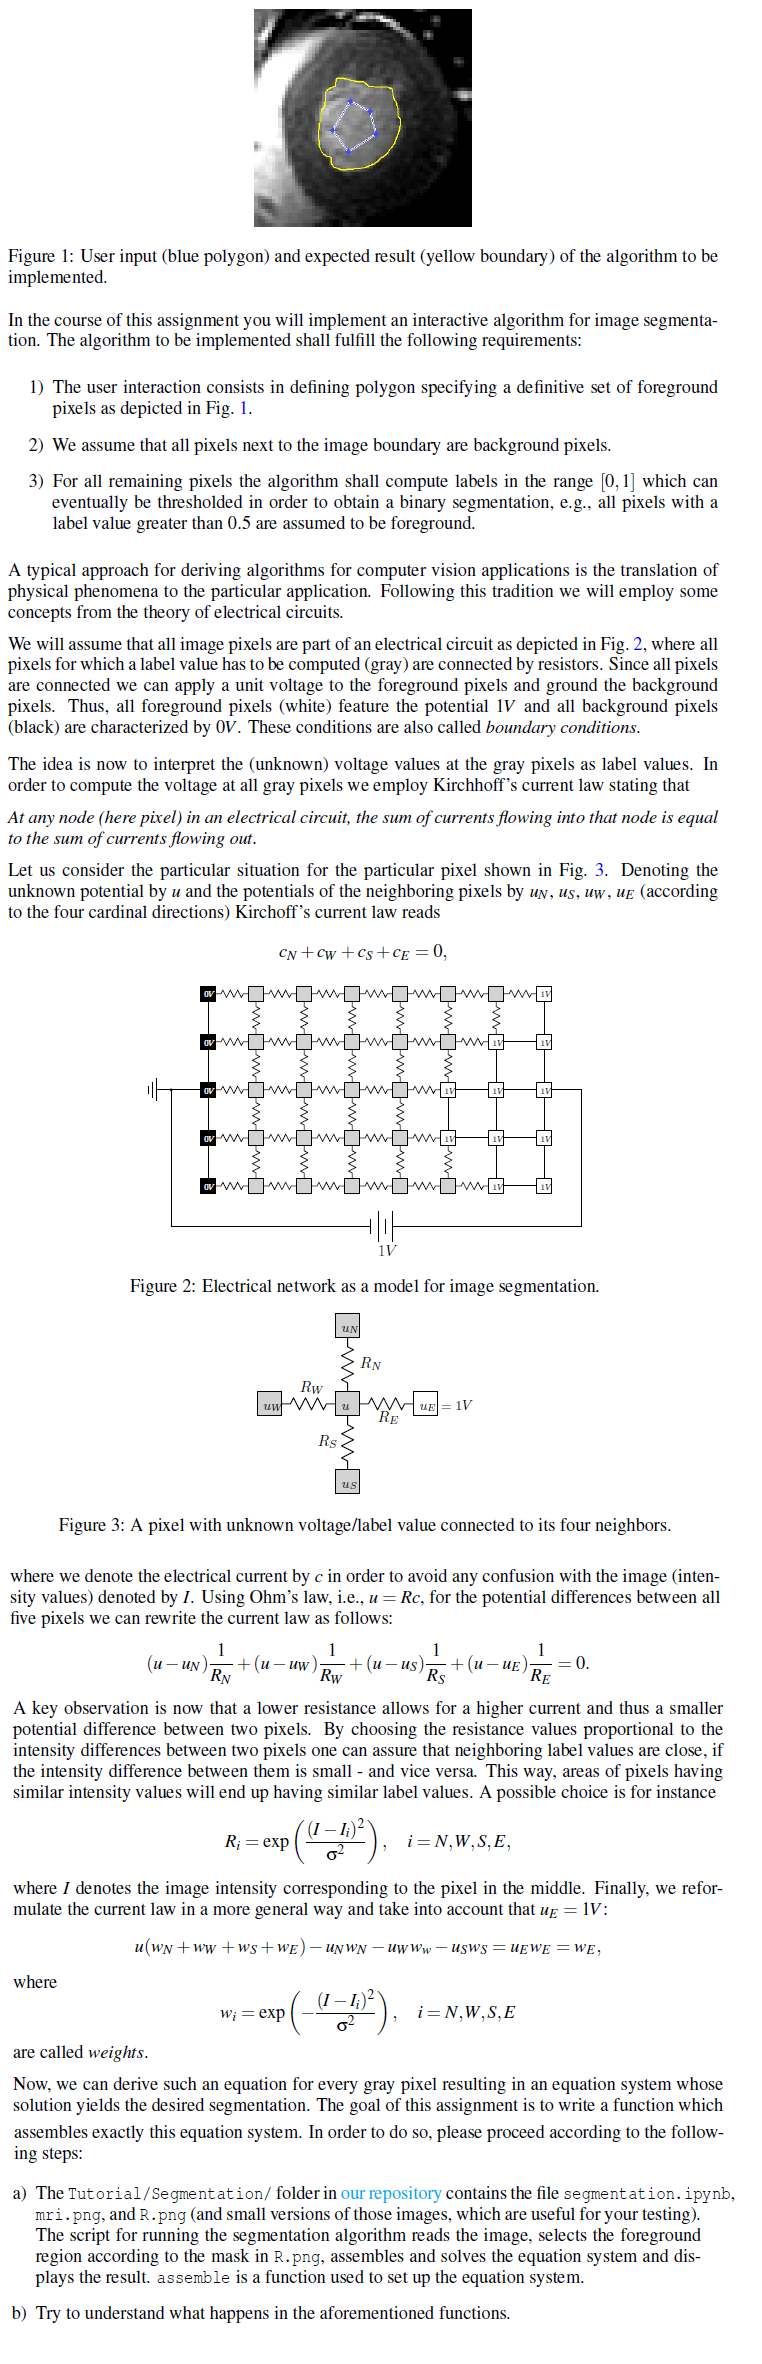 Figure 1: User input (blue polygon) and expected result (yellow boundary) of the algorithm to be
implemented.
In the course of this assignment you will implement an interactive algorithm for image segmenta-
tion. The algorithm to be implemented shall fulfill the following requirements:
1) The user interaction consists in defining polygon specifying a definitive set of foreground
pixels as depicted in Fig. 1.
2) We assume that all pixels next to the image boundary are background pixels.
3) For all remaining pixels the algorithm shall compute labels in the range [0,1] which can
eventually be thresholded in order to obtain a binary segmentation, e.g., all pixels with a
label value greater than 0.5 are assumed to be foreground.
A typical approach for deriving algorithms for computer vision applications is the translation of
physical phenomena to the particular application. Following this tradition we will employ some
concepts from the theory of electrical circuits.
We will assume that all image pixels are part of an electrical circuit as depicted in Fig. 2, where all
pixels for which a label value has to be computed (gray) are connected by resistors. Since all pixels
are connected we can apply a unit voltage to the foreground pixels and ground the background
pixels. Thus, all foreground pixels (white) feature the potential 1V and all background pixels
(black) are characterized by 0V. These conditions are also called boundary conditions.
The idea is now to interpret the (unknown) voltage values at the gray pixels as label values. In
order to compute the voltage at all gray pixels we employ Kirchhoff's current law stating that
At any node (here pixel) in an electrical circuit, the sum of currents flowing into that node is equal
to the sum of currents flowing out.
Let us consider the particular situation for the particular pixel shown in Fig. 3. Denoting the
unknown potential by u and the potentials of the neighboring pixels by u_N, u_S, u_W, u_E (according
to the four cardinal directions) Kirchoff's current law reads
c_N + c_W + c_S + c_E = 0,
0V 1V
0V 1V 1V
0V 1V 1V 1V
0V 1V 1V 1V
0V 1V 1V
1V
Figure 2: Electrical network as a model for image segmentation.
u_N
R_N
R_W
u_W u u_E = 1V
R_E
R_S
u_S
Figure 3: A pixel with unknown voltage/label value connected to its four neighbors.
where we denote the electrical current by c in order to avoid any confusion with the image (inten-
sity values) denoted by I. Using Ohm's law, i.e., u = Rc, for the potential differences between all
five pixels we can rewrite the current law as follows:
(u − u_N) 1/R_N + (u − u_W) 1/R_W + (u − u_S) 1/R_S + (u − u_E) 1/R_E = 0.
A key observation is now that a lower resistance allows for a higher current and thus a smaller
potential difference between two pixels. By choosing the resistance values proportional to the
intensity differences between two pixels one can assure that neighboring label values are close, if
the intensity difference between them is small - and vice versa. This way, areas of pixels having
similar intensity values will end up having similar label values. A possible choice is for instance
R_i = exp((I − I_i)²/σ²), i = N,W,S,E,
where I denotes the image intensity corresponding to the pixel in the middle. Finally, we refor-
mulate the current law in a more general way and take into account that u_E = 1V:
u(w_N + w_W + w_S + w_E) − u_N w_N − u_W w_w − u_S w_S = u_E w_E = w_E,
where
w_i = exp(−(I − I_i)²/σ²), i = N,W,S,E
are called weights.
Now, we can derive such an equation for every gray pixel resulting in an equation system whose
solution yields the desired segmentation. The goal of this assignment is to write a function which
assembles exactly this equation system. In order to do so, please proceed according to the follow-
ing steps:
a) The Tutorial/Segmentation/ folder in our repository contains the file segmentation.ipynb,
mri.png, and R.png (and small versions of those images, which are useful for your testing).
The script for running the segmentation algorithm reads the image, selects the foreground
region according to the mask in R.png, assembles and solves the equation system and dis-
plays the result. assemble is a function used to set up the equation system.
b) Try to understand what happens in the aforementioned functions.